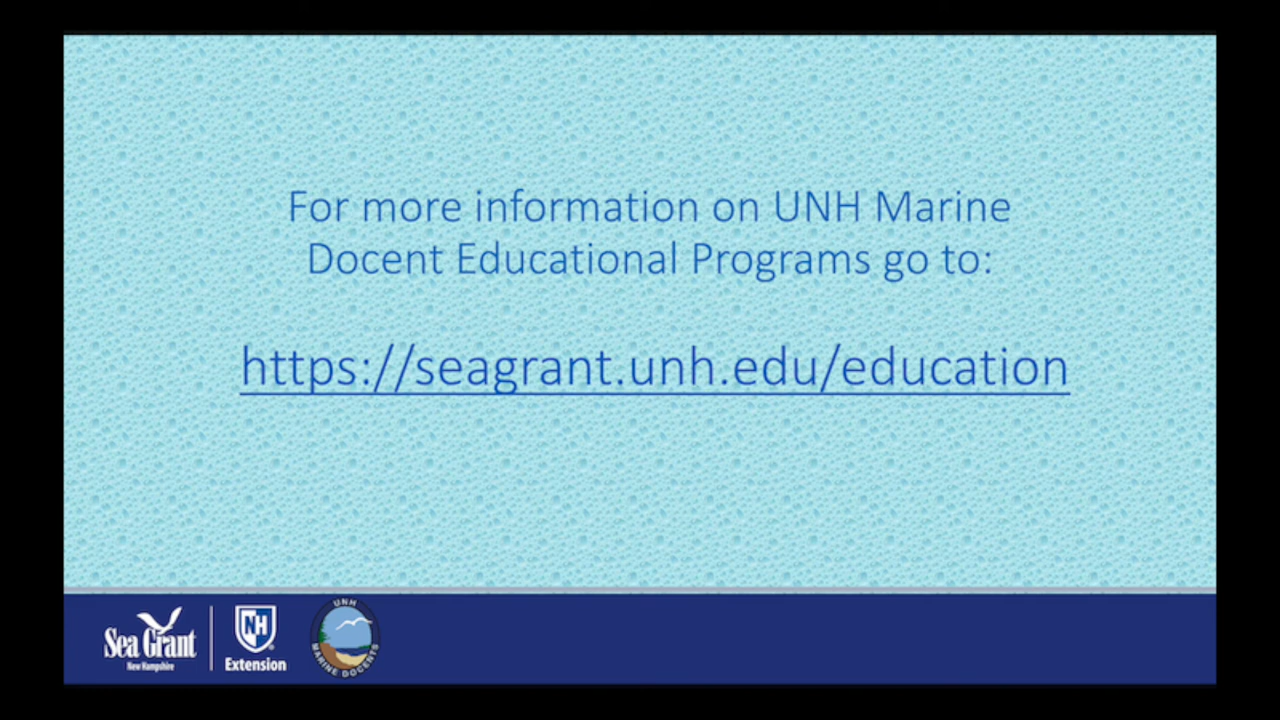 For more information on UNH Marine
Docent Educational Programs go to:
https://seagrant.unh.edu/education
Sea Grant
New Hampshire
NH
Extension
UNH
MARINE DOCENTS